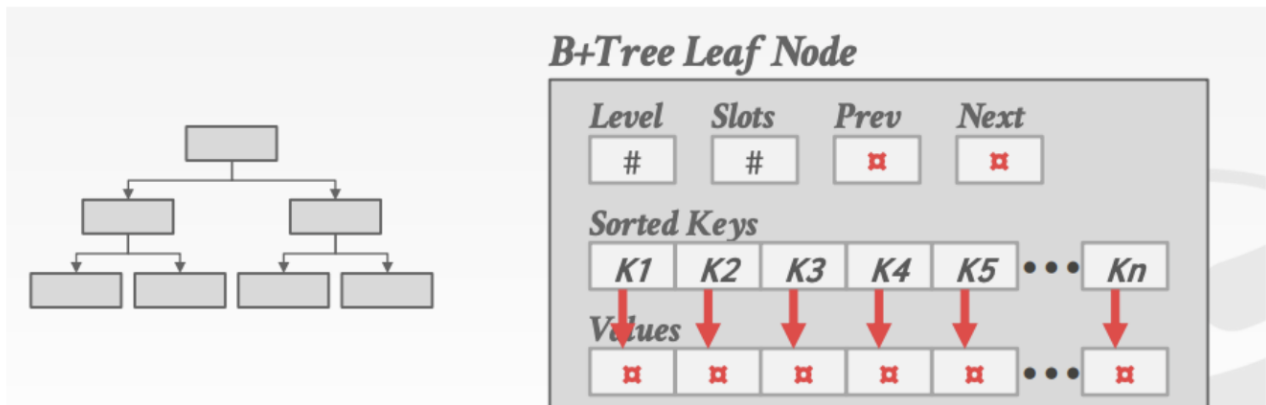 B+Tree Leaf Node
Level Slots Prev Next
# # ¤ ¤
Sorted Keys
K1 K2 K3 K4 K5 ••• Kn
Values
¤ ¤ ¤ ¤ ¤ ••• ¤